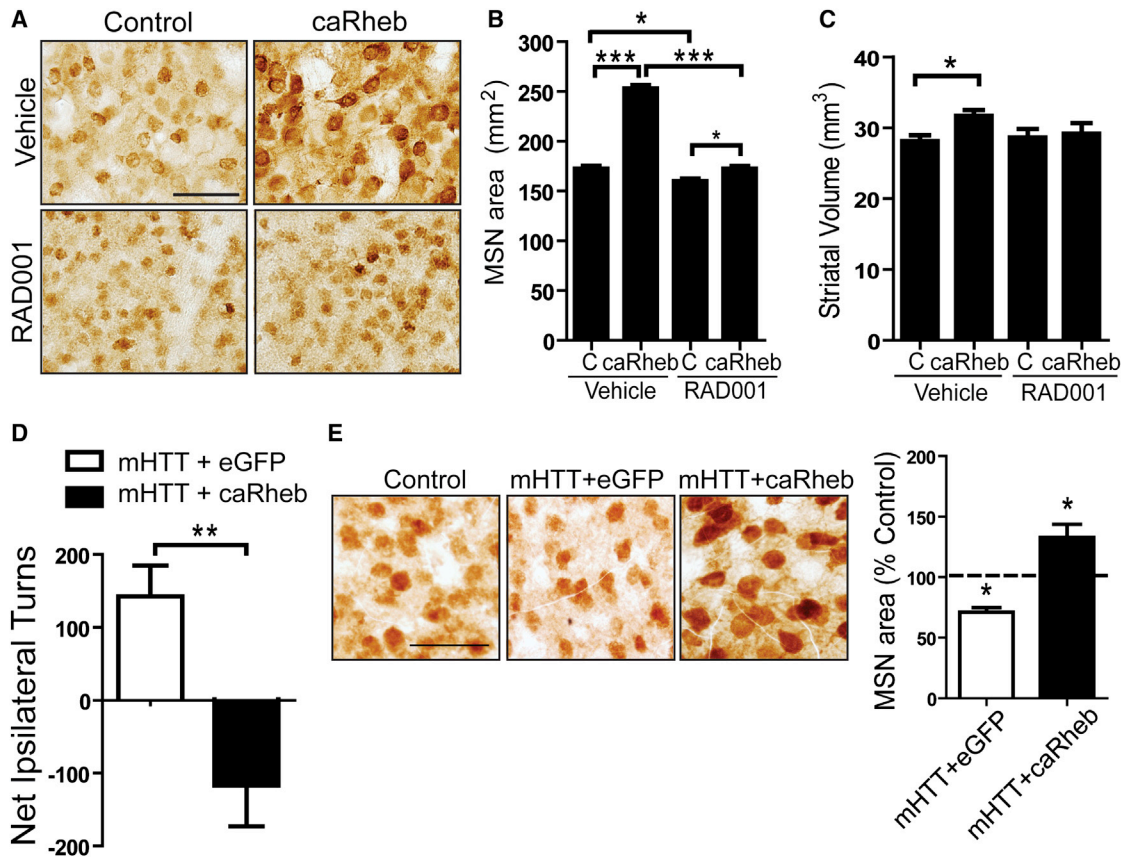 A
Control
caRheb
Vehicle
RAD001
B
MSN area (mm²)
300
250
200
150
100
50
0
*
***
***
*
C caRheb C caRheb
Vehicle RAD001
C
Striatal Volume (mm³)
40
30
20
10
0
*
C caRheb C caRheb
Vehicle RAD001
D
mHTT + eGFP
mHTT + caRheb
Net Ipsilateral Turns
200
100
0
-100
-200
**
E
Control
mHTT+eGFP
mHTT+caRheb
MSN area (% Control)
200
150
100
50
0
*
*
mHTT+eGFP
mHTT+caRheb